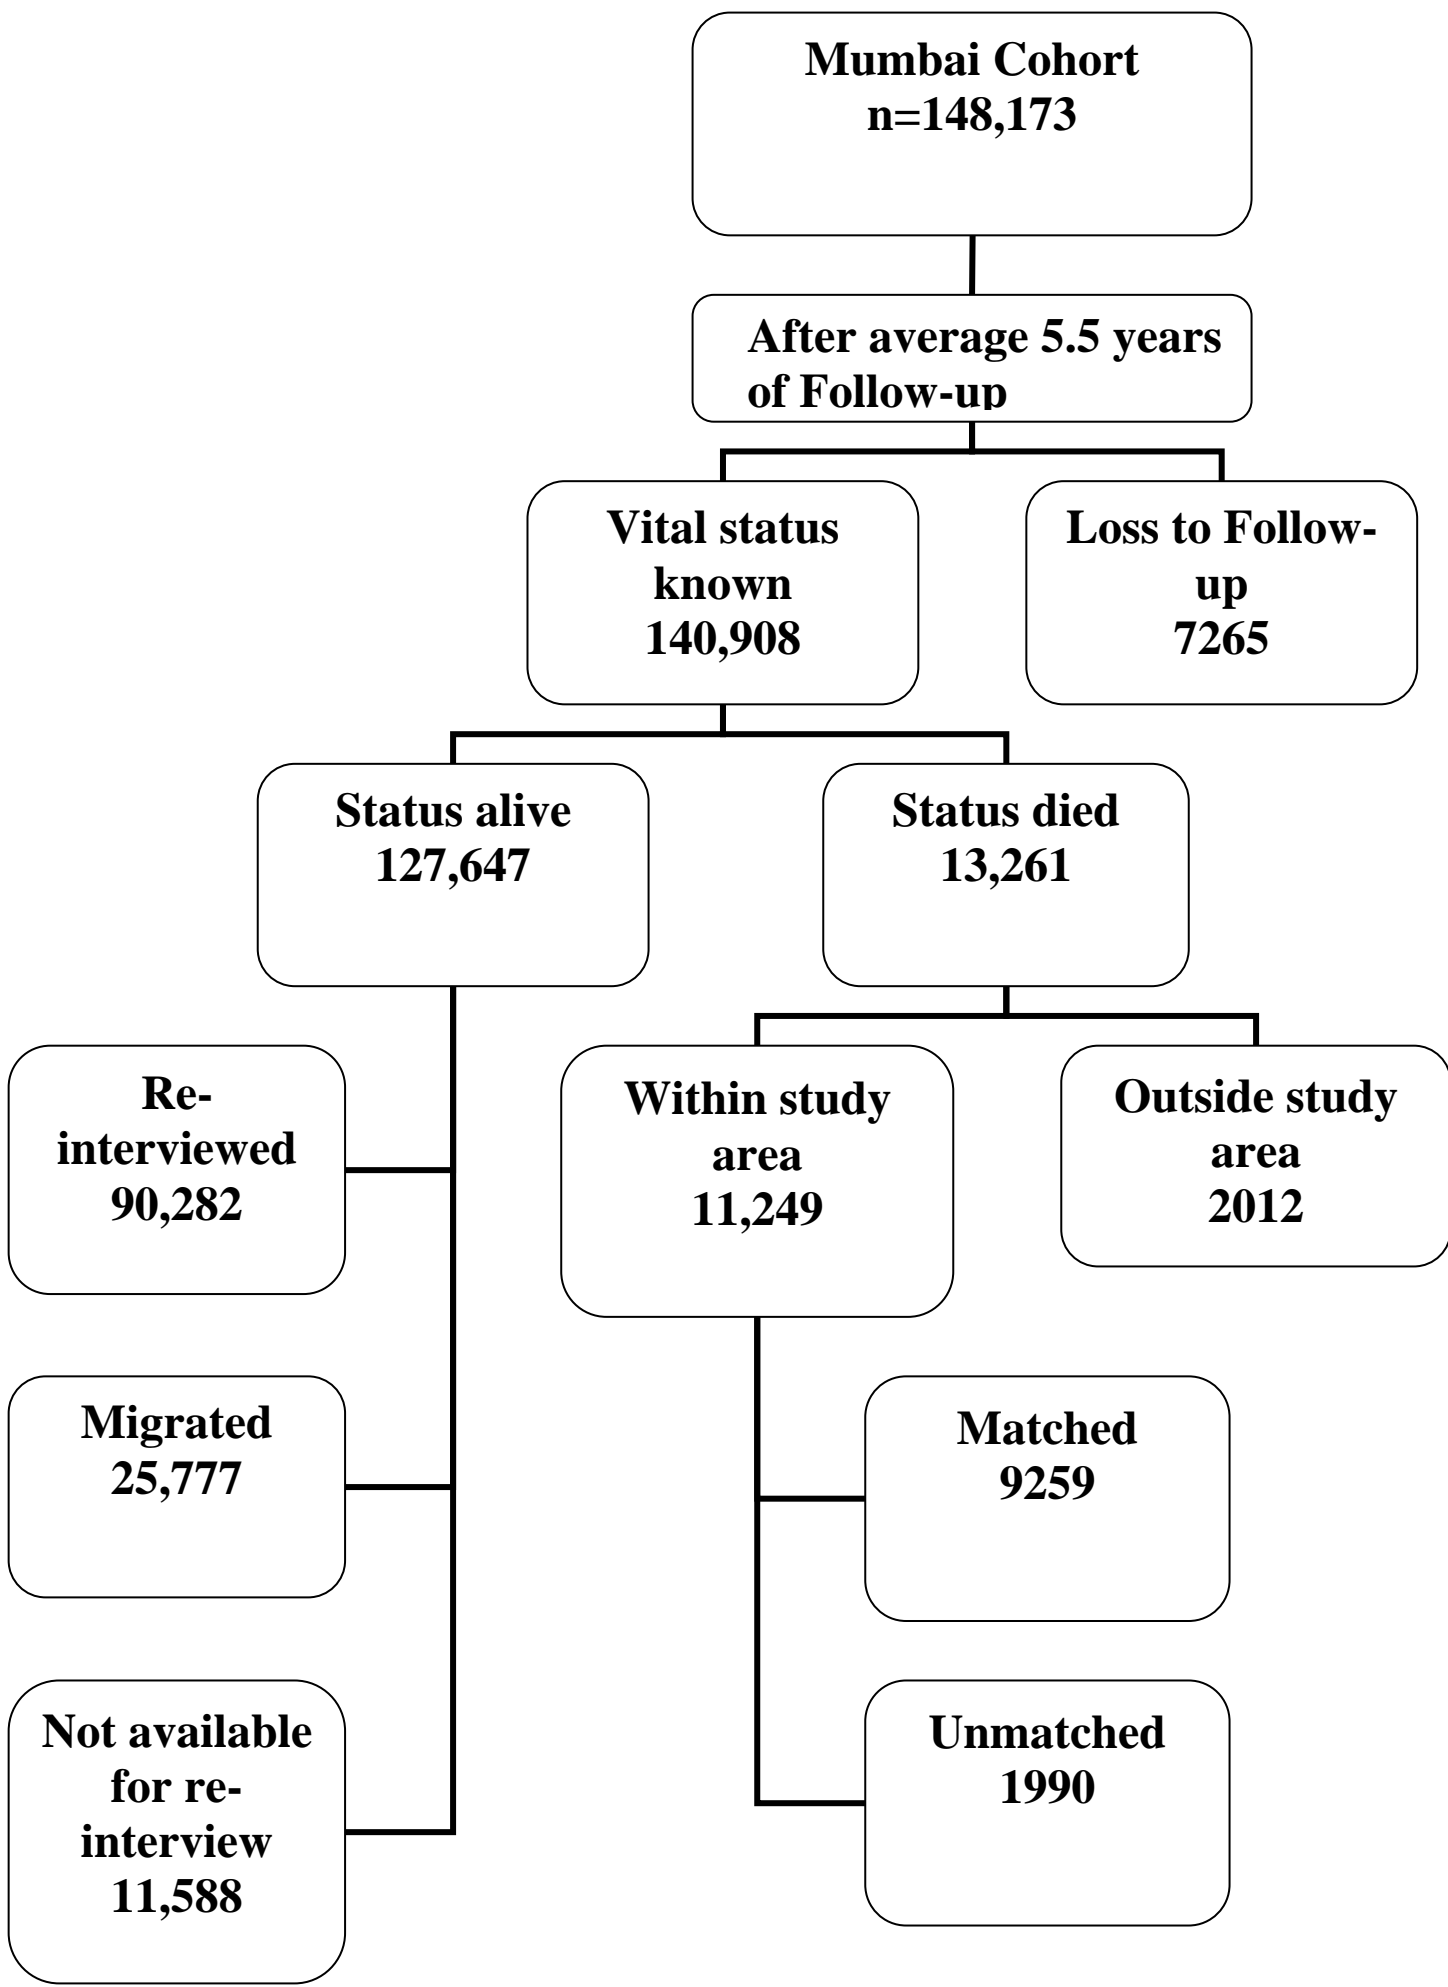 Mumbai Cohort
n=148,173
After average 5.5 years
of Follow-up
Vital status
known
140,908
Loss to Follow-
up
7265
Status alive
127,647
Status died
13,261
Re-
interviewed
90,282
Within study
area
11,249
Outside study
area
2012
Migrated
25,777
Matched
9259
Not available
for re-
interview
11,588
Unmatched
1990